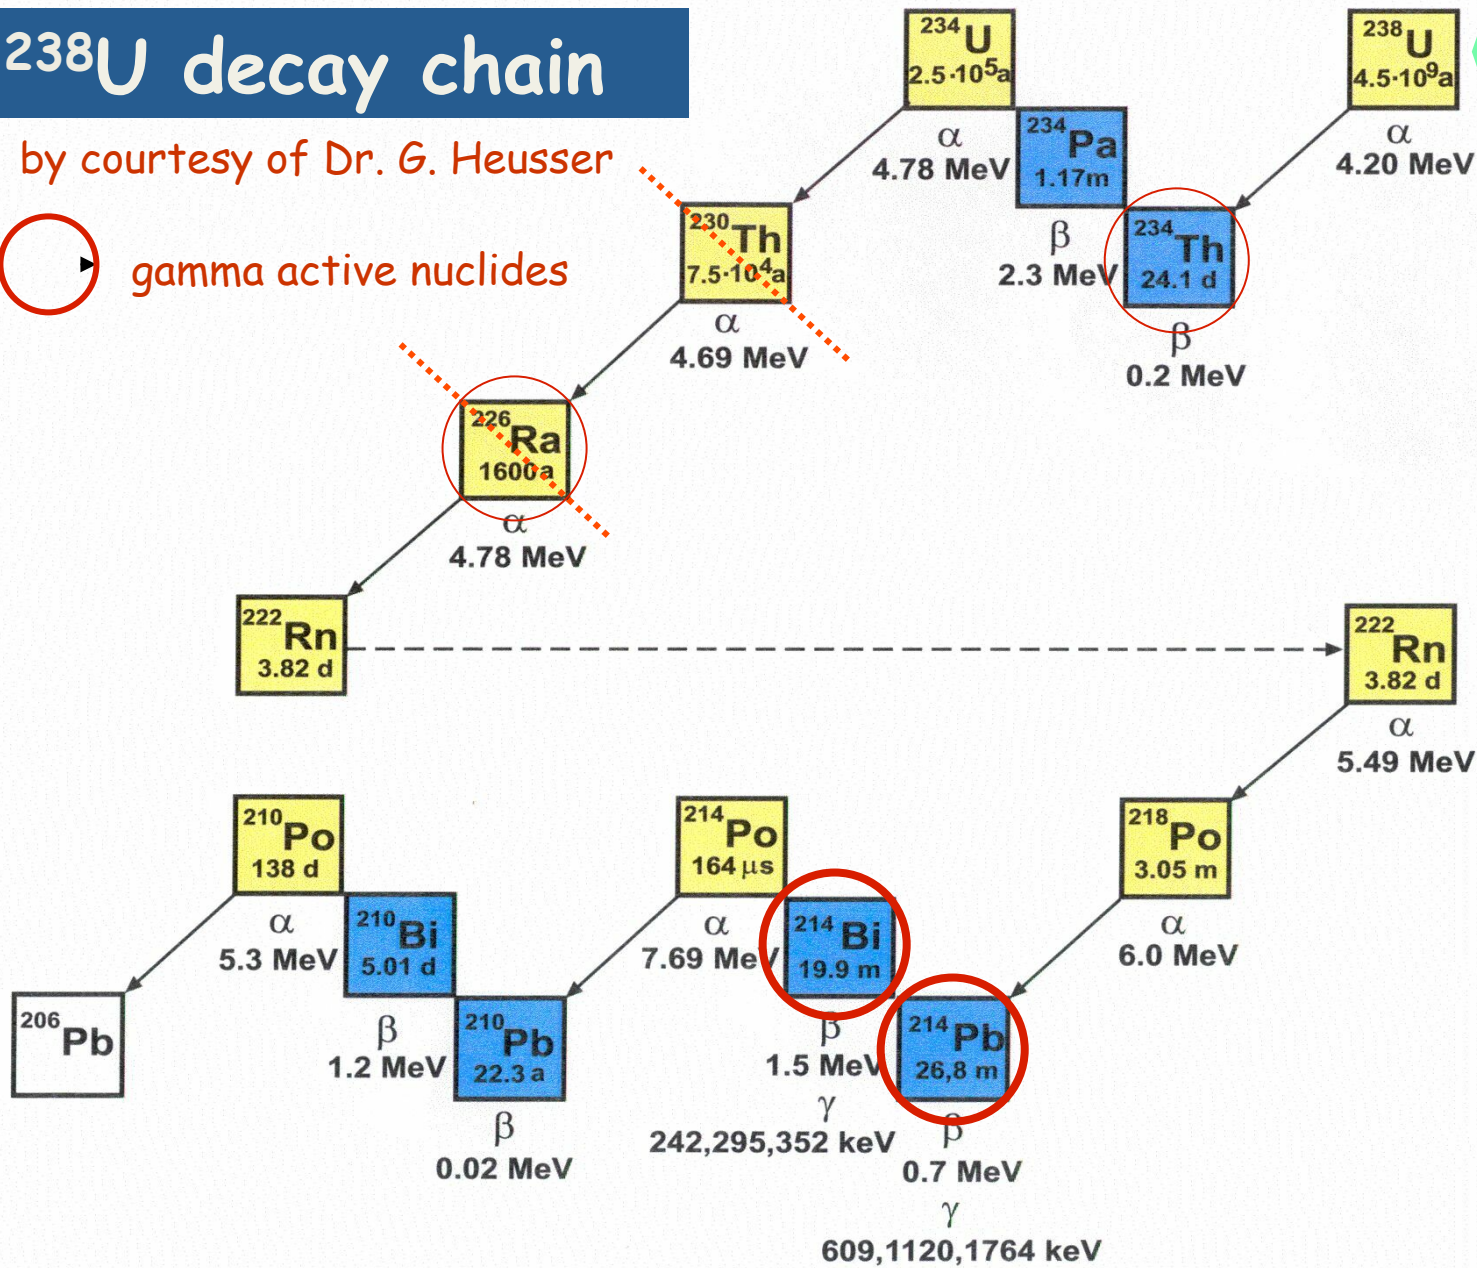 ²³⁸U decay chain
by courtesy of Dr. G. Heusser
gamma active nuclides
²³⁴U
2.5·10⁵a
α
4.78 MeV
²³⁸U
4.5·10⁹a
α
4.20 MeV
²³⁴Pa
1.17m
β
2.3 MeV
²³⁴Th
24.1 d
β
0.2 MeV
²³⁰Th
7.5·10⁴a
α
4.69 MeV
²²⁶Ra
1600a
α
4.78 MeV
²²²Rn
3.82 d
²²²Rn
3.82 d
α
5.49 MeV
²¹⁰Po
138 d
α
5.3 MeV
²¹⁴Po
164 μs
α
7.69 MeV
²¹⁸Po
3.05 m
α
6.0 MeV
²¹⁰Bi
5.01 d
β
1.2 MeV
²¹⁴Bi
19.9 m
β
1.5 MeV
γ
242,295,352 keV
²⁰⁶Pb
²¹⁰Pb
22.3 a
β
0.02 MeV
²¹⁴Pb
26,8 m
β
0.7 MeV
γ
609,1120,1764 keV